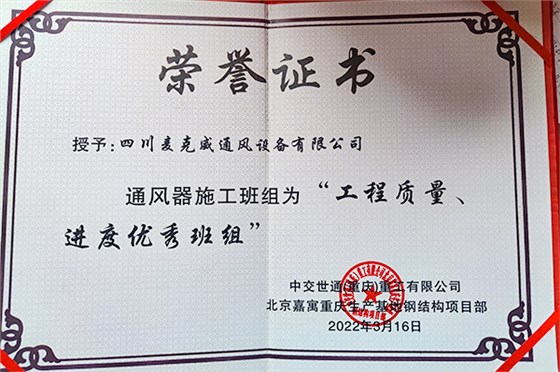 荣誉证书
授予：四川麦克威通风设备有限公司
通风器施工班组为“工程质量、
进度优秀班组”
中交世通(重庆)重工有限公司
北京嘉寓重庆生产基地钢结构项目部
2022年3月16日